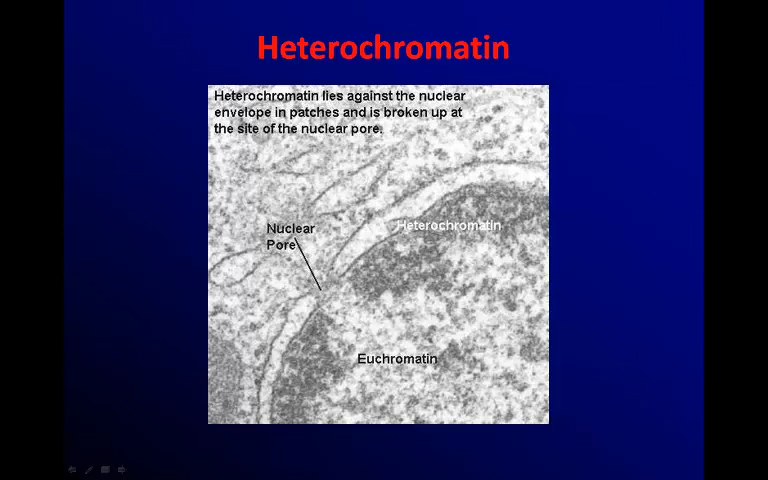 Heterochromatin
Heterochromatin lies against the nuclear
envelope in patches and is broken up at
the site of the nuclear pore.
Nuclear
Pore
Heterochromatin
Euchromatin